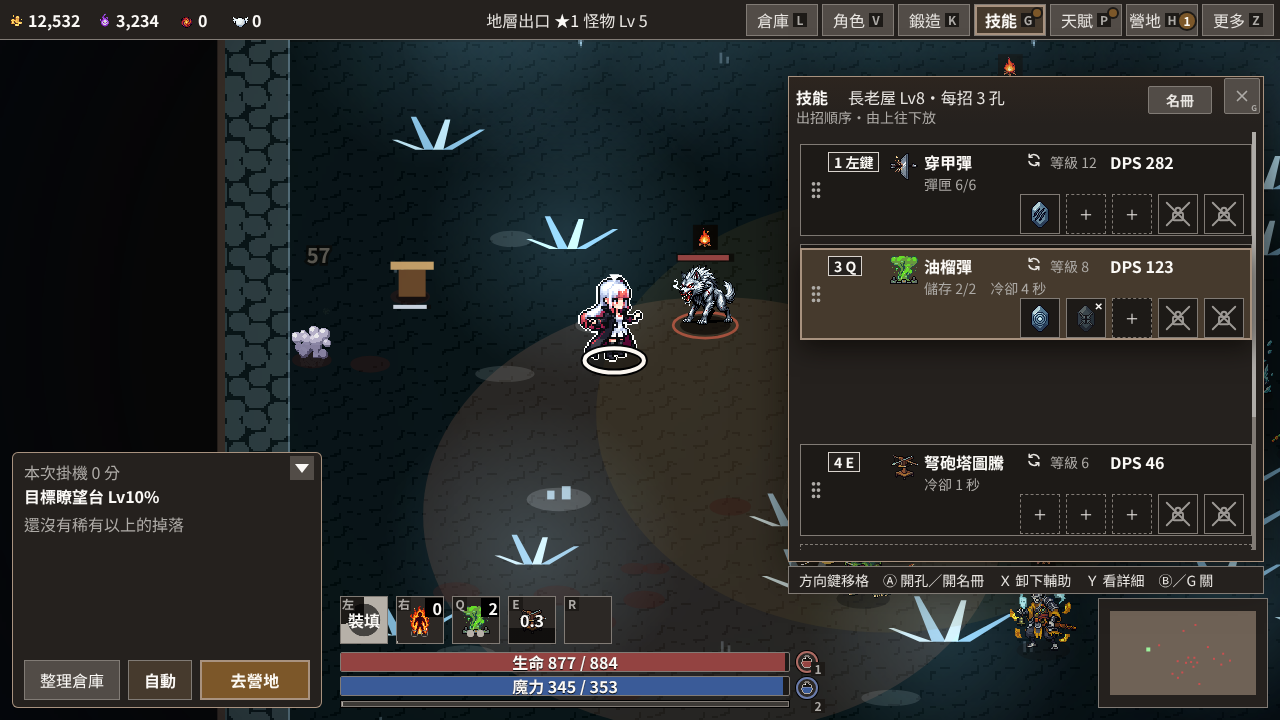 12,532 3,234 0 0
地層出口 ★1 怪物 Lv 5
倉庫 L 角色 V 鍛造 K 技能 G 天賦 P 營地 H 1 更多 Z
技能 長老屋 Lv8・每招 3 孔
出招順序・由上往下放
名冊
G
1 左鍵 穿甲彈 等級 12 DPS 282
彈匣 6/6
+ +
3 Q 油榴彈 等級 8 DPS 123
儲存 2/2 冷卻 4 秒
+
4 E 弩砲塔圖騰 等級 6 DPS 46
冷卻 1 秒
+ + +
方向鍵移格 Ⓐ 開孔／開名冊 X 卸下輔助 Y 看詳細 Ⓑ／G 關
57
本次掛機 0 分
目標瞭望台 Lv10%
還沒有稀有以上的掉落
整理倉庫 自動 去營地
左 裝填 右 0 Q 2 E 0.3 R
生命 877 / 884
1
魔力 345 / 353
2